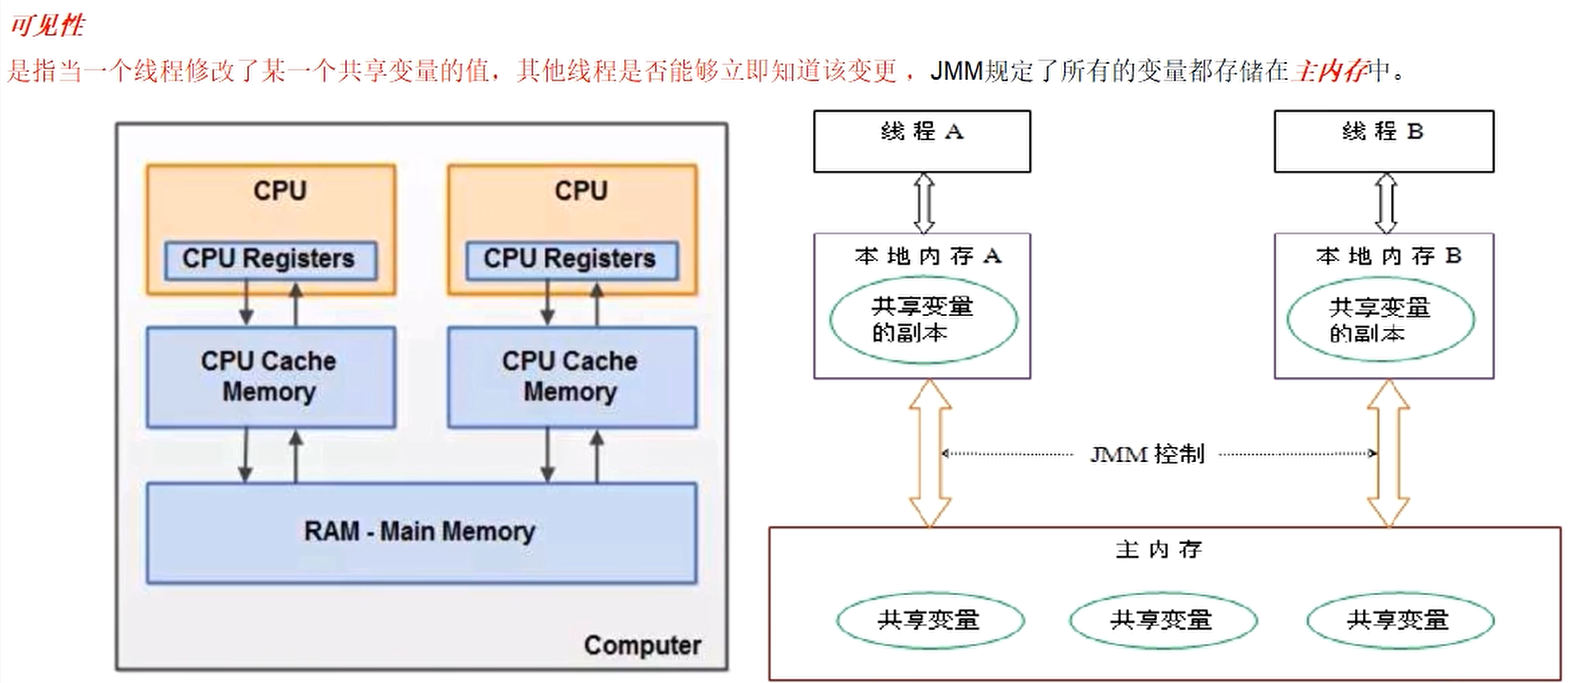 可见性
是指当一个线程修改了某一个共享变量的值，其他线程是否能够立即知道该变更 ，JMM规定了所有的变量都存储在主内存中。
CPU
CPU Registers
CPU
CPU Registers
CPU Cache
Memory
CPU Cache
Memory
RAM - Main Memory
Computer
线程 A
线程 B
本地内存 A
共享变量
的副本
本地内存 B
共享变量
的副本
JMM 控制
主内存
共享变量
共享变量
共享变量